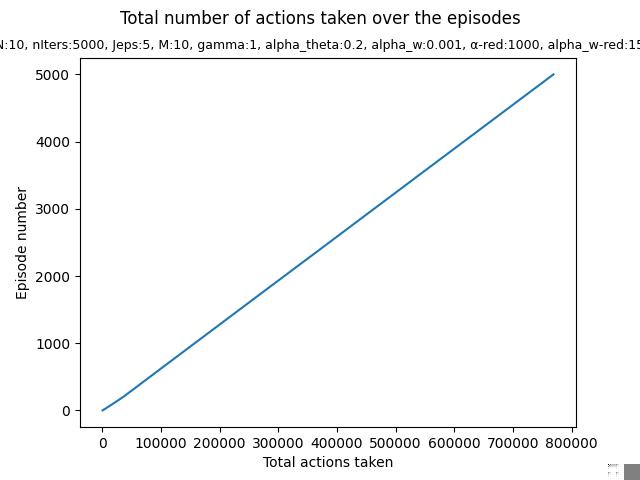 Total number of actions taken over the episodes
N:10, nIters:5000, Jeps:5, M:10, gamma:1, alpha_theta:0.2, alpha_w:0.001, α-red:1000, alpha_w-red:15
5000
4000
3000
2000
1000
0
Episode number
0 100000 200000 300000 400000 500000 600000 700000 800000
Total actions taken